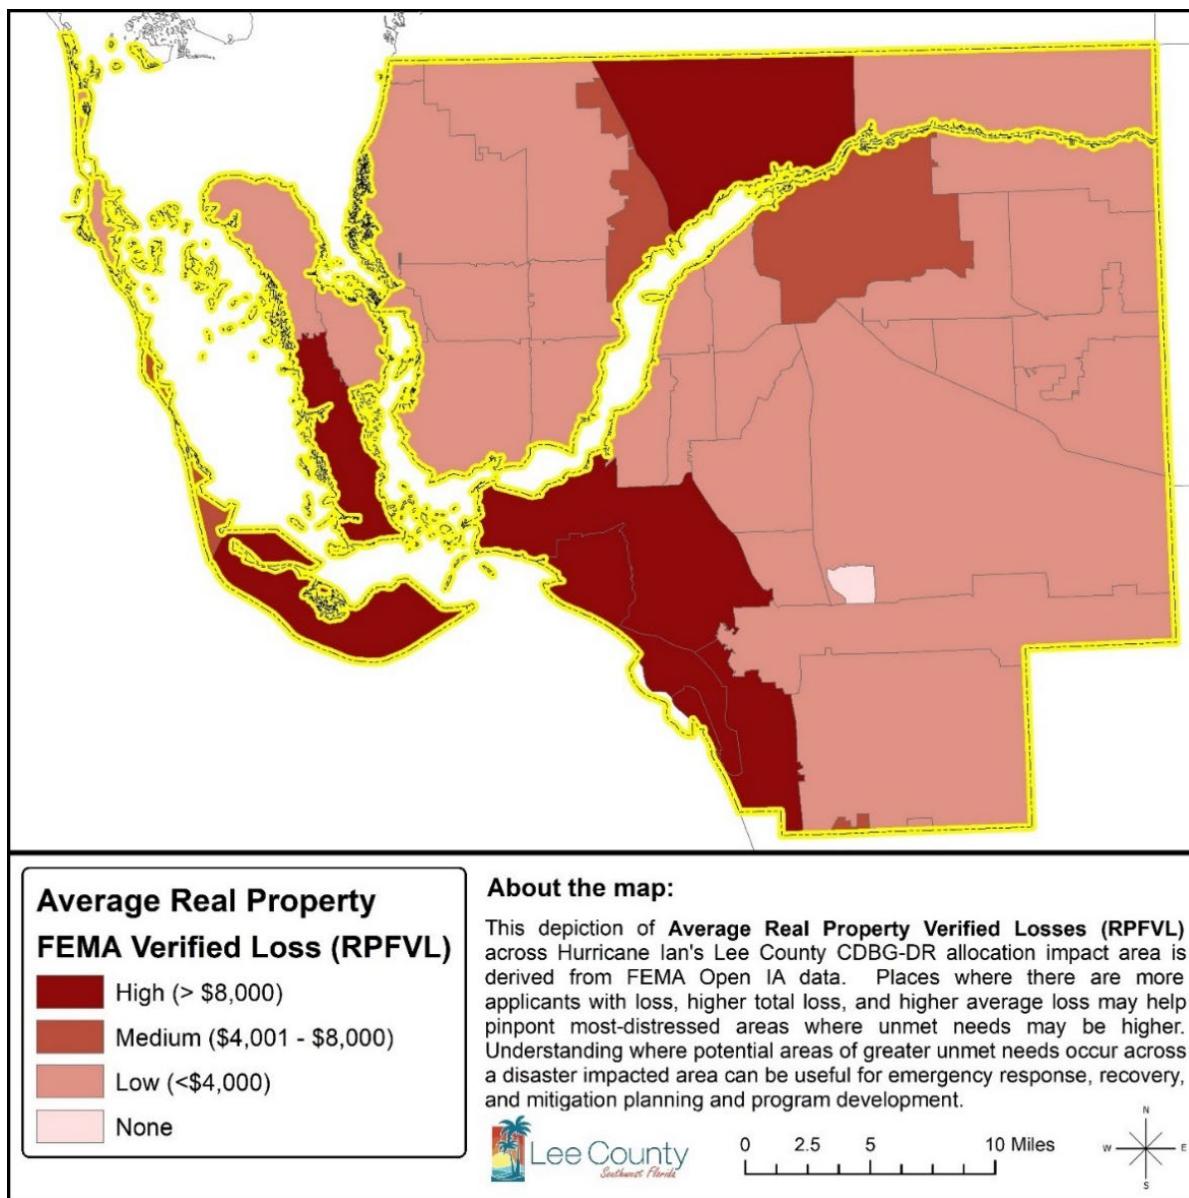 Average Real Property
FEMA Verified Loss (RPFVL)
High (> $8,000)
Medium ($4,001 - $8,000)
Low (<$4,000)
None
About the map:
This depiction of Average Real Property Verified Losses (RPFVL)
across Hurricane Ian's Lee County CDBG-DR allocation impact area is
derived from FEMA Open IA data. Places where there are more
applicants with loss, higher total loss, and higher average loss may help
pinpont most-distressed areas where unmet needs may be higher.
Understanding where potential areas of greater unmet needs occur across
a disaster impacted area can be useful for emergency response, recovery,
and mitigation planning and program development.
Lee County
Southwest Florida
0 2.5 5 10 Miles
N
W E
S